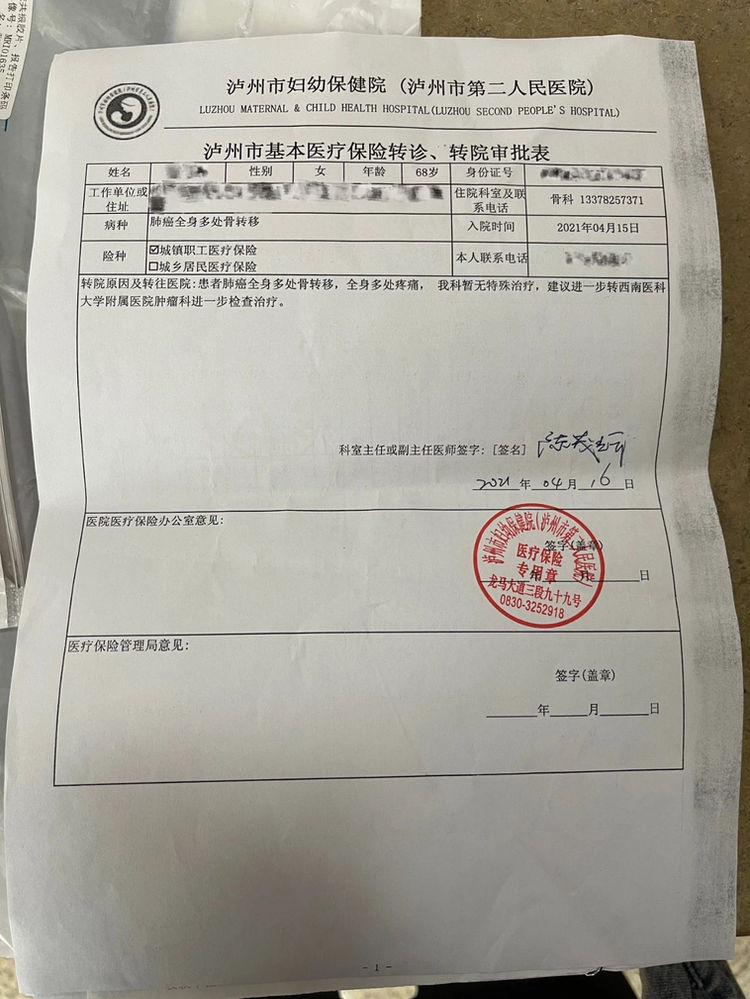 泸州市妇幼保健院(泸州市第二人民医院)
LUZHOU MATERNAL & CHILD HEALTH HOSPITAL(LUZHOU SECOND PEOPLE'S HOSPITAL)
泸州市基本医疗保险转诊、转院审批表
姓名 性别 女 年龄 68岁 身份证号
工作单位或住址 住院科室及联系电话 骨科 13378257371
病种 肺癌全身多处骨转移 入院时间 2021年04月15日
险种 ☑城镇职工医疗保险 本人联系电话
☐城乡居民医疗保险
转院原因及转往医院:患者肺癌全身多处骨转移，全身多处疼痛， 我科暂无特殊治疗，建议进一步转西南医科
大学附属医院肿瘤科进一步检查治疗。
科室主任或副主任医师签字:[签名]
2021 年 04 月 16 日
医院医疗保险办公室意见:
签字(盖章)
年 月 日
泸州市妇幼保健院(泸州市第二人民医院)
医疗保险
专用章
龙马大道三段九十九号
0830-3252918
医疗保险管理局意见:
签字(盖章)
年 月 日
- 1 -
共振胶片、报告打印条码
像号: MRI01635